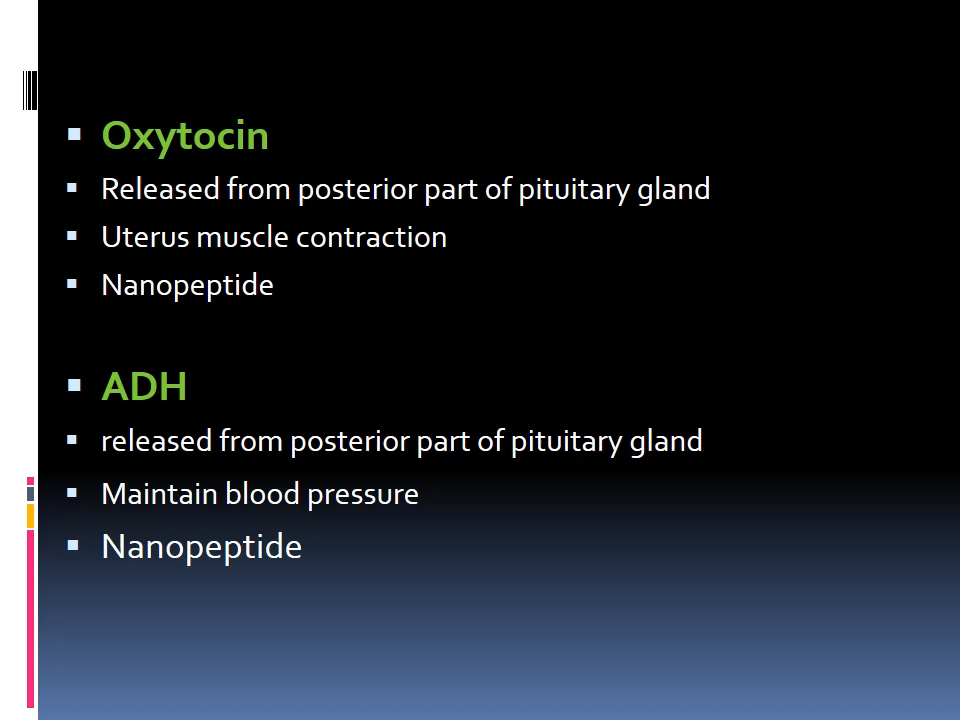 Oxytocin
Released from posterior part of pituitary gland
Uterus muscle contraction
Nanopeptide
ADH
released from posterior part of pituitary gland
Maintain blood pressure
Nanopeptide